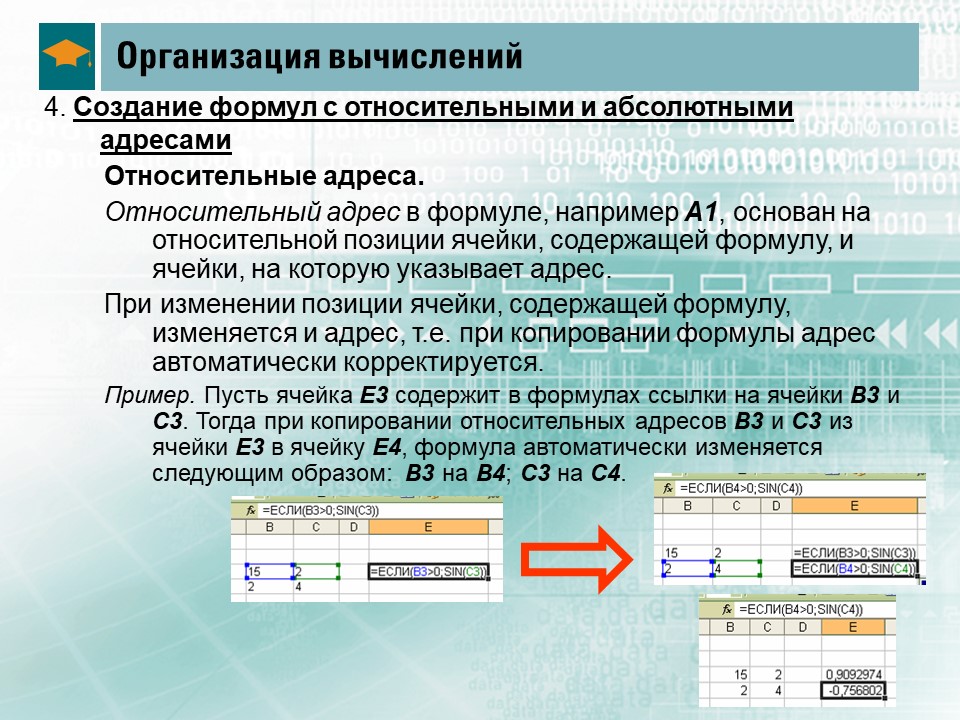 Организация вычислений
4. Создание формул с относительными и абсолютными
адресами
Относительные адреса.
Относительный адрес в формуле, например A1, основан на
относительной позиции ячейки, содержащей формулу, и
ячейки, на которую указывает адрес.
При изменении позиции ячейки, содержащей формулу,
изменяется и адрес, т.е. при копировании формулы адрес
автоматически корректируется.
Пример. Пусть ячейка E3 содержит в формулах ссылки на ячейки B3 и
C3. Тогда при копировании относительных адресов B3 и C3 из
ячейки E3 в ячейку E4, формула автоматически изменяется
следующим образом: B3 на B4; C3 на C4.
fx =ЕСЛИ(B3>0;SIN(C3))
B C D E
15 2 =ЕСЛИ(B3>0;SIN(C3))
2 4
fx =ЕСЛИ(B4>0;SIN(C4))
B C D E
15 2 =ЕСЛИ(B3>0;SIN(C3))
2 4 =ЕСЛИ(B4>0;SIN(C4))
fx =ЕСЛИ(B4>0;SIN(C4))
B C D E
15 2 0,9092974
2 4 -0,756802